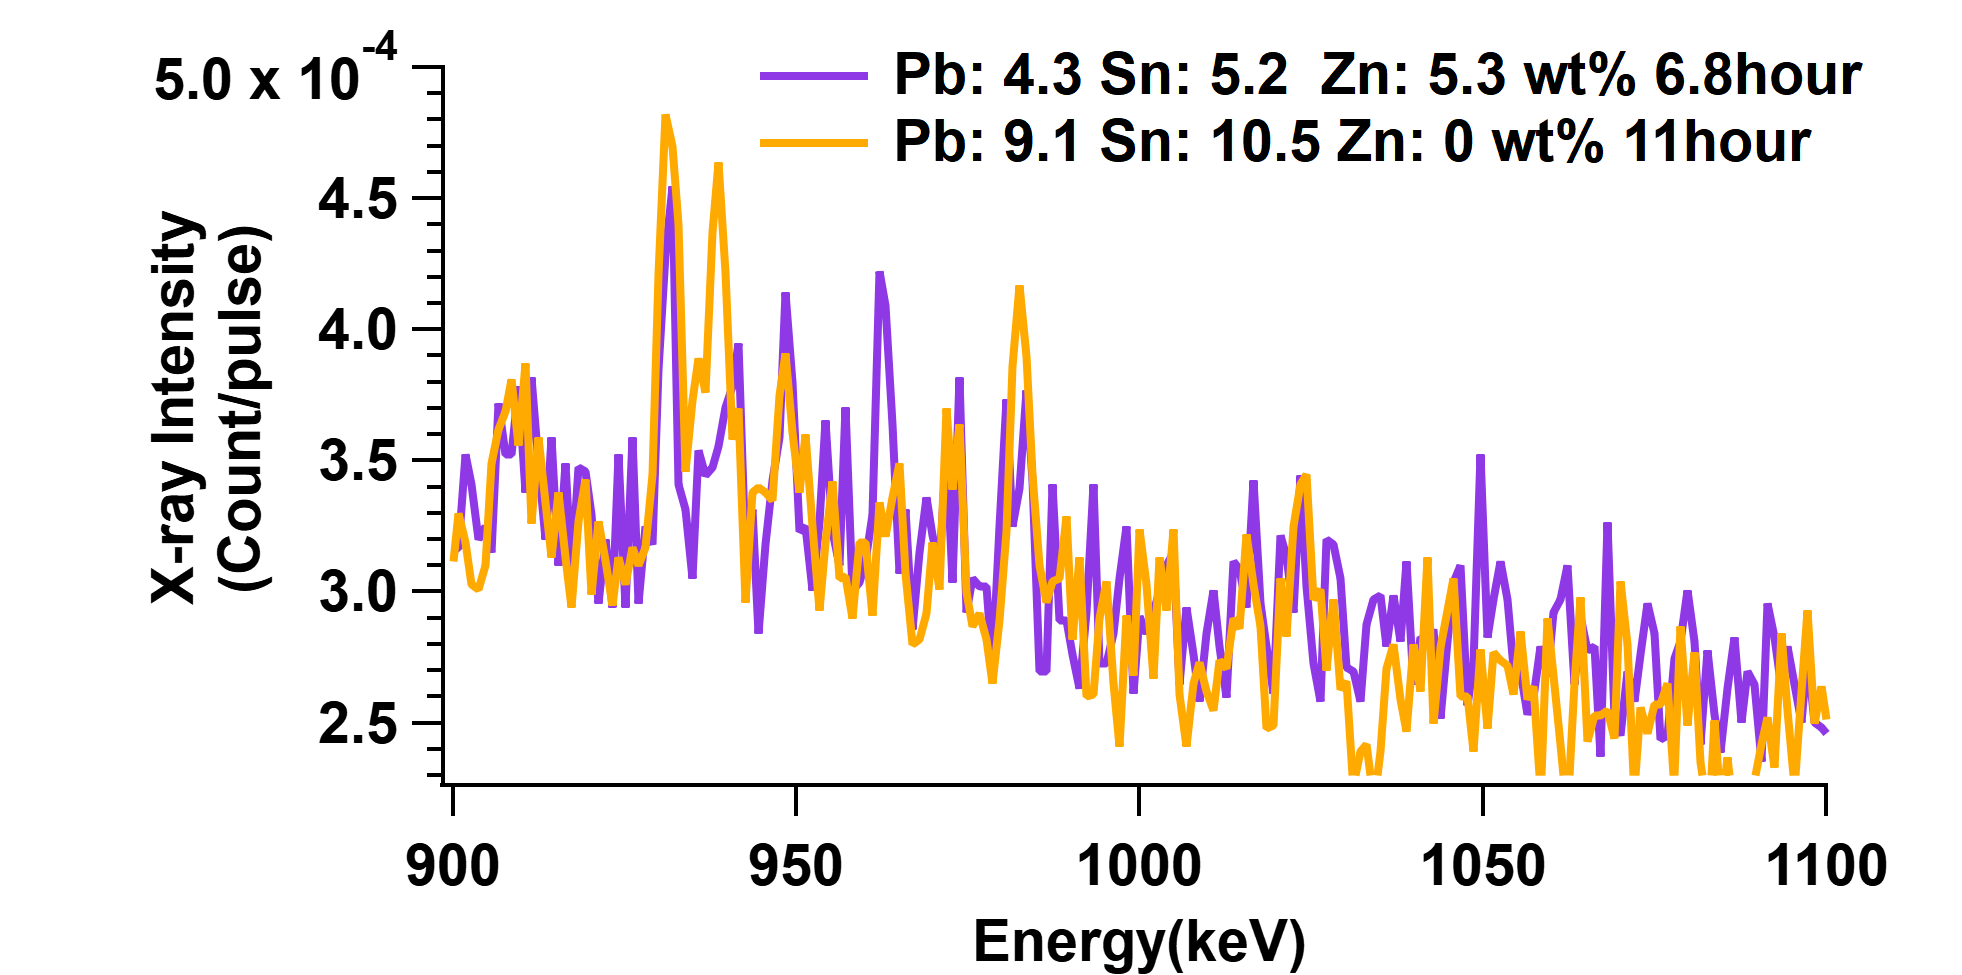 5.0 x 10-4
Pb: 4.3 Sn: 5.2  Zn: 5.3 wt% 6.8hour
Pb: 9.1 Sn: 10.5 Zn: 0 wt% 11hour
4.5
4.0
3.5
3.0
2.5
X-ray Intensity
(Count/pulse)
900
950
1000
1050
1100
Energy(keV)